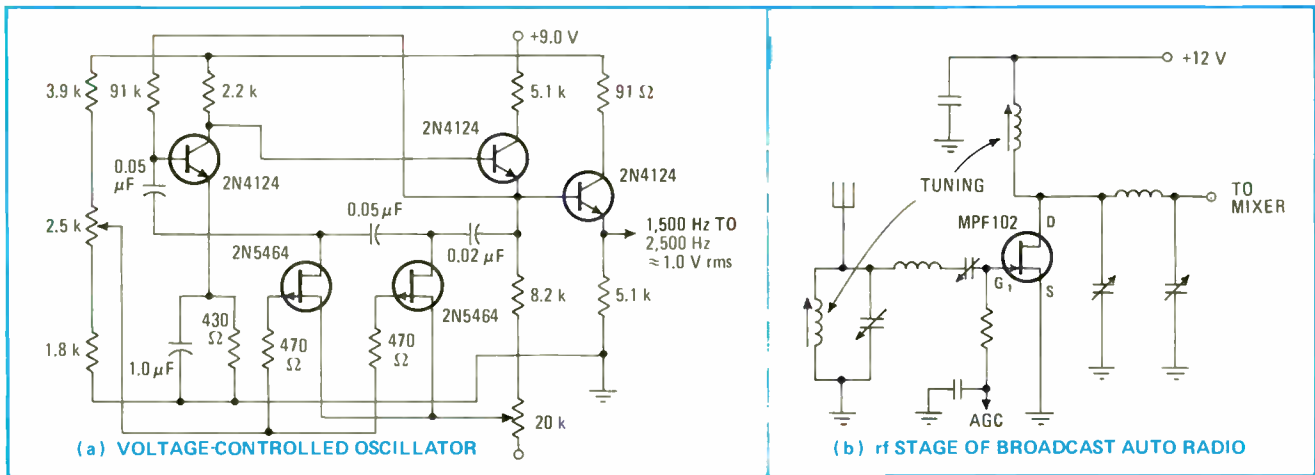 +9.0 V
3.9 k
91 k
2.2 k
5.1 k
91 Ω
2N4124
0.05
μF
2N4124
2N4124
0.05 μF
2.5 k
2N5464
0.02 μF
1,500 Hz TO
2,500 Hz
≈ 1.0 V rms
2N5464
8.2 k
5.1 k
430
Ω
470
Ω
470
Ω
1.8 k
1.0 μF
20 k
(a) VOLTAGE-CONTROLLED OSCILLATOR
+12 V
TUNING
TO
MIXER
MPF102
D
G1
S
AGC
(b) rf STAGE OF BROADCAST AUTO RADIO